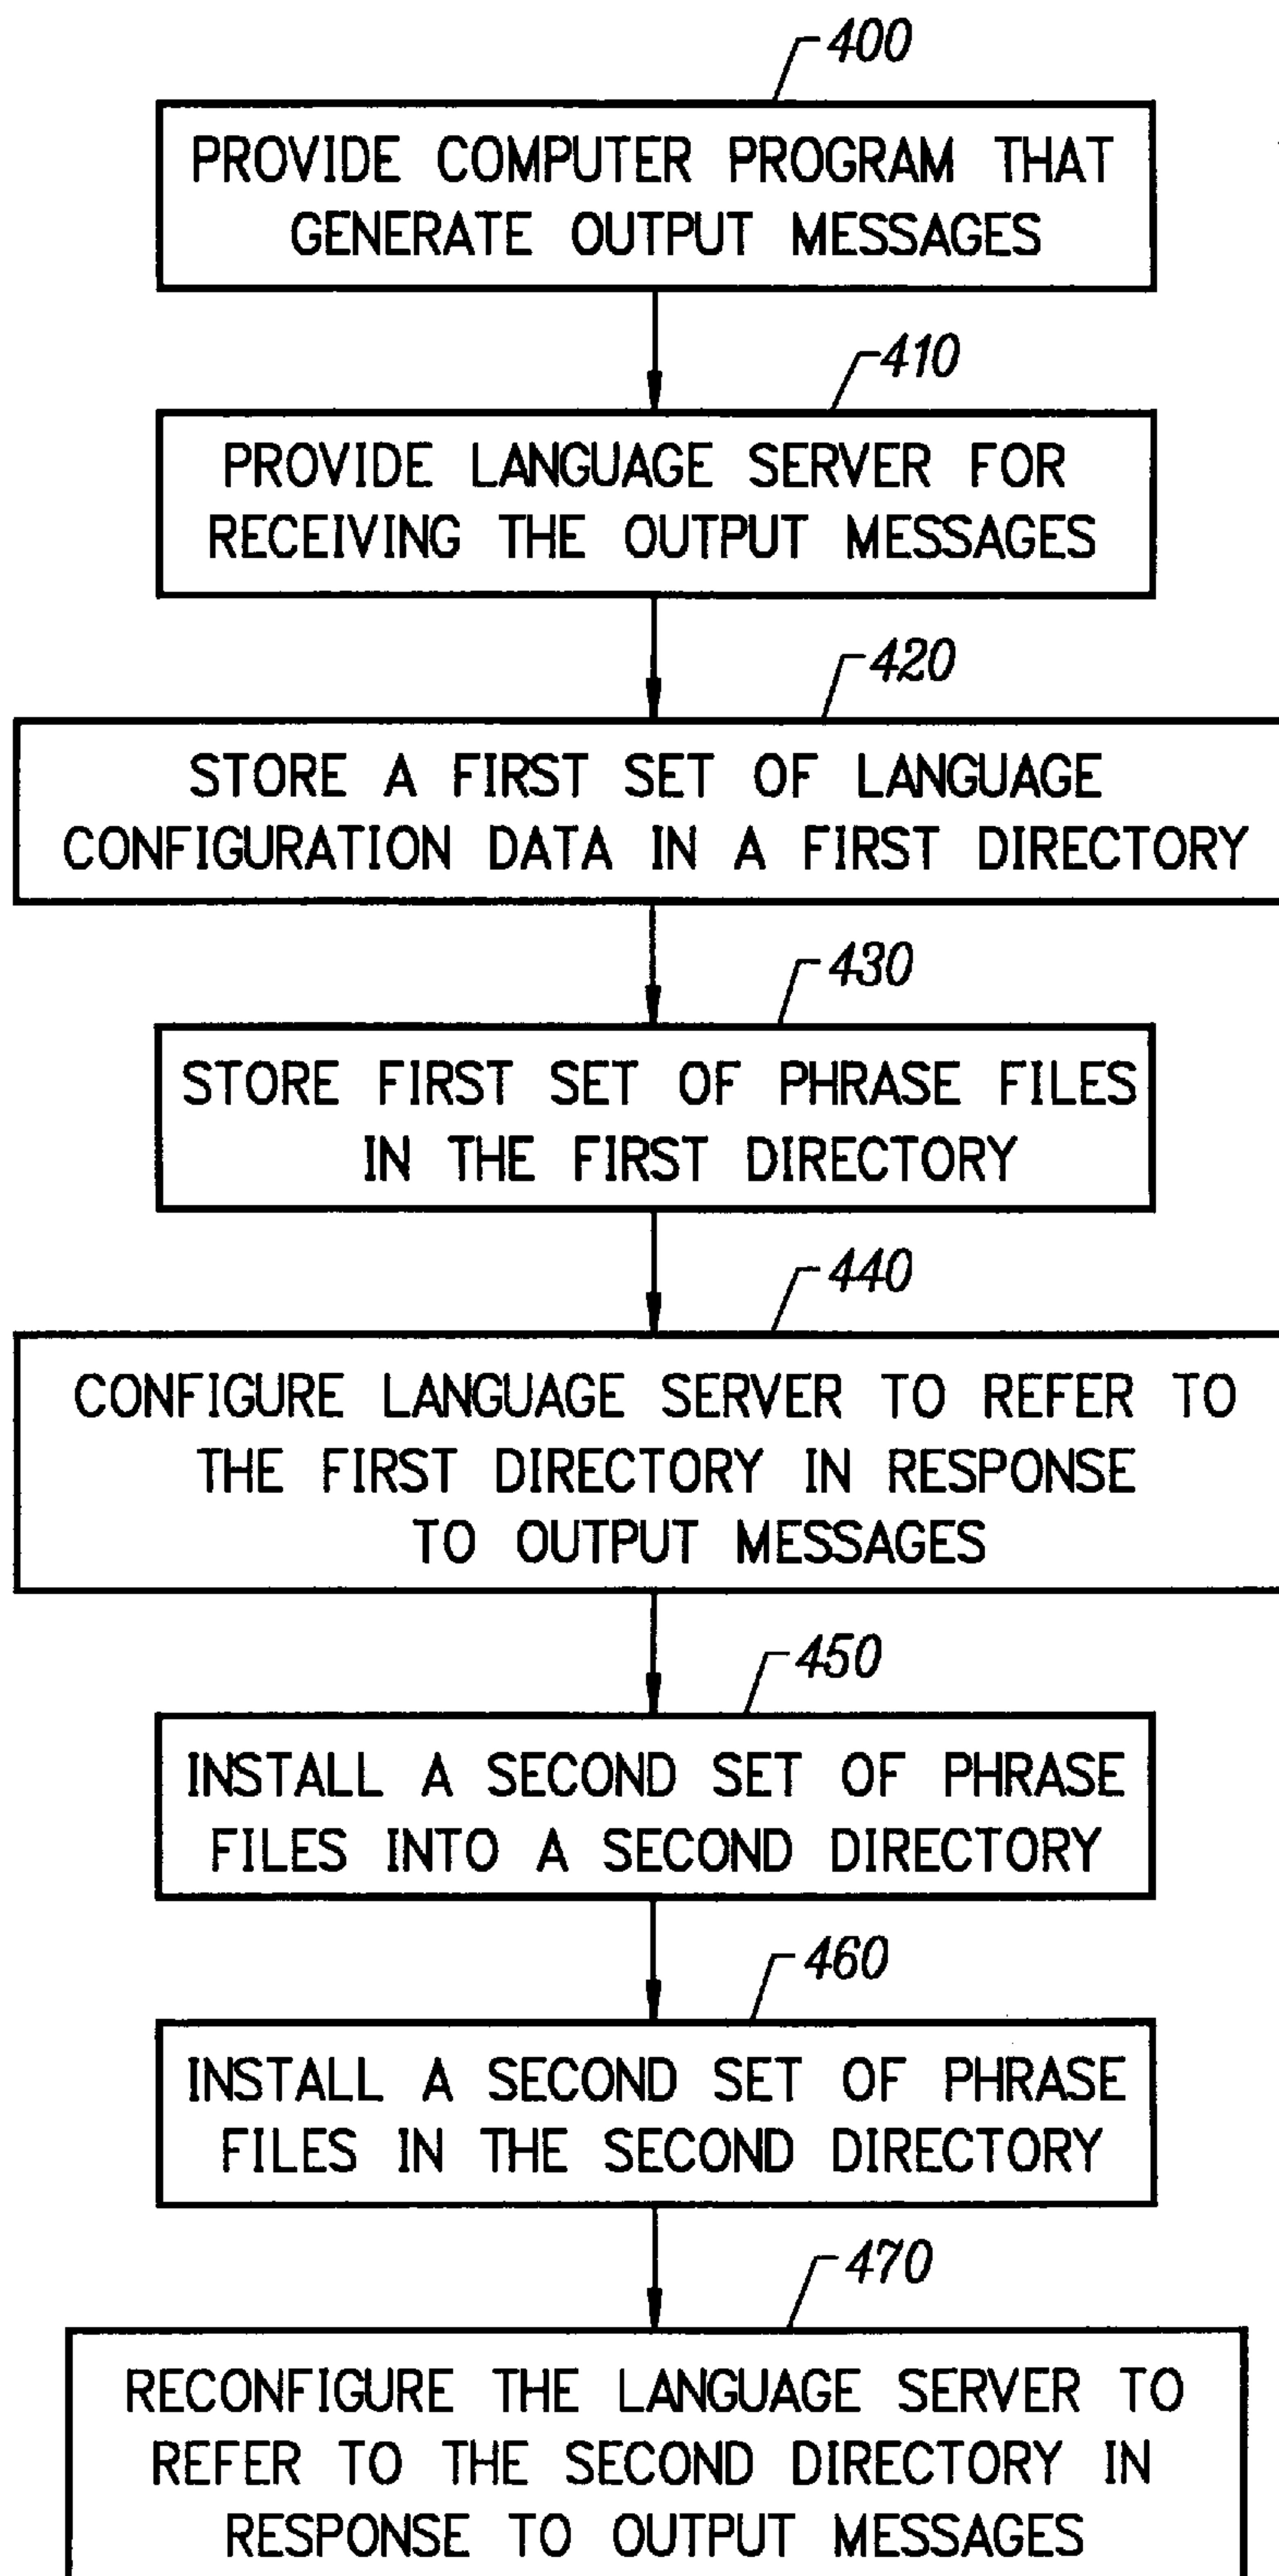 400
PROVIDE COMPUTER PROGRAM THAT
GENERATE OUTPUT MESSAGES
410
PROVIDE LANGUAGE SERVER FOR
RECEIVING THE OUTPUT MESSAGES
420
STORE A FIRST SET OF LANGUAGE
CONFIGURATION DATA IN A FIRST DIRECTORY
430
STORE FIRST SET OF PHRASE FILES
IN THE FIRST DIRECTORY
440
CONFIGURE LANGUAGE SERVER TO REFER TO
THE FIRST DIRECTORY IN RESPONSE
TO OUTPUT MESSAGES
450
INSTALL A SECOND SET OF PHRASE
FILES INTO A SECOND DIRECTORY
460
INSTALL A SECOND SET OF PHRASE
FILES IN THE SECOND DIRECTORY
470
RECONFIGURE THE LANGUAGE SERVER TO
REFER TO THE SECOND DIRECTORY IN
RESPONSE TO OUTPUT MESSAGES